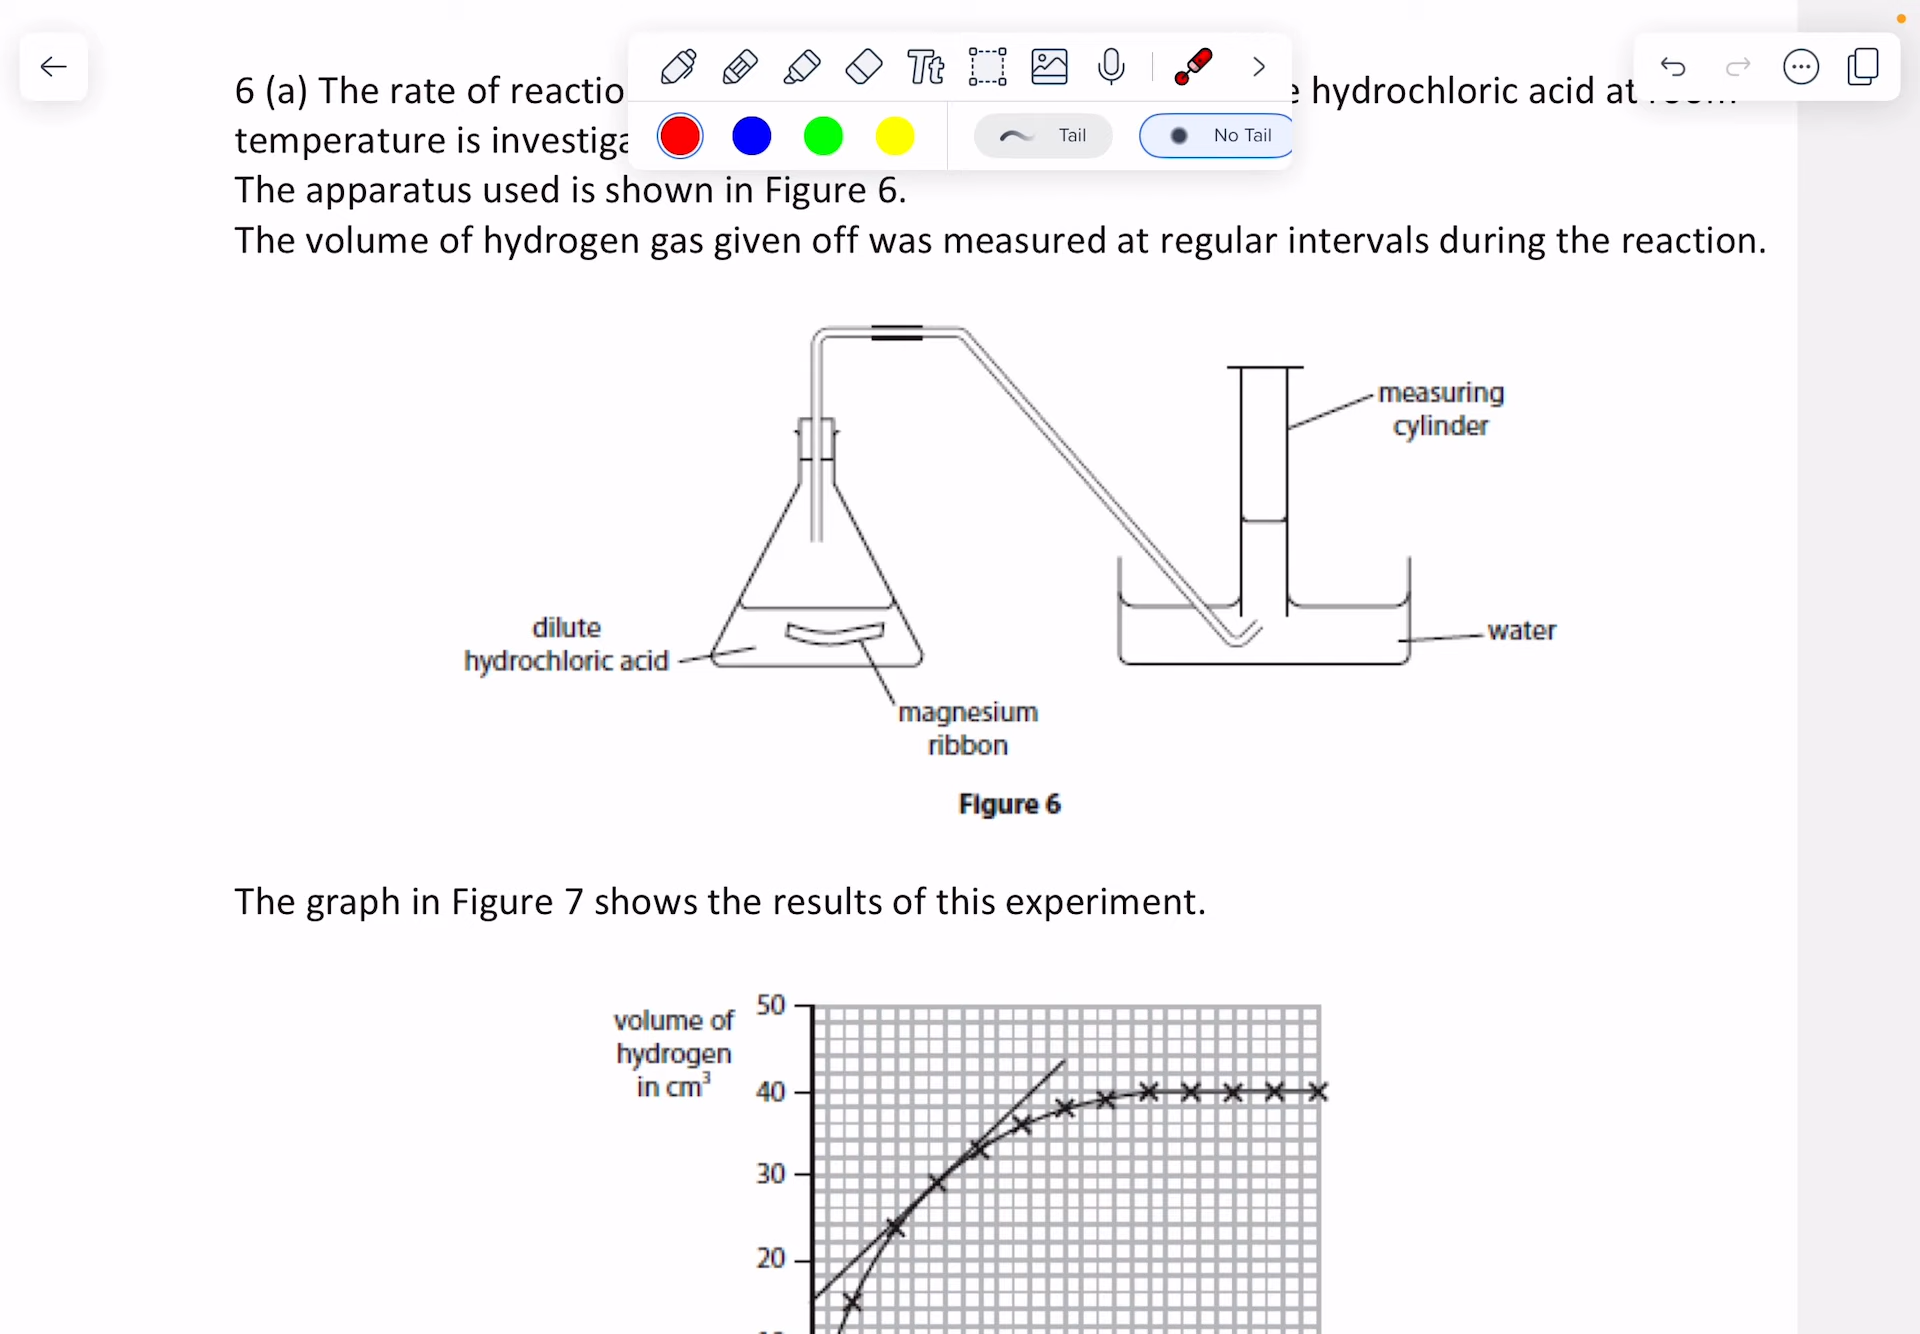 Tt
Tail
No Tail
6 (a) The rate of reactio
e hydrochloric acid at
temperature is investiga
The apparatus used is shown in Figure 6.
The volume of hydrogen gas given off was measured at regular intervals during the reaction.
measuring
cylinder
dilute
hydrochloric acid
water
magnesium
ribbon
Figure 6
The graph in Figure 7 shows the results of this experiment.
volume of
hydrogen
in cm³
50
40
30
20